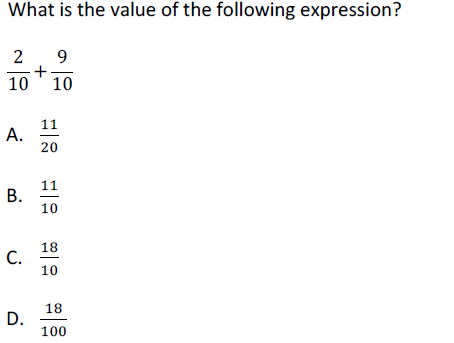 What is the value of the following expression?
2/10 + 9/10
A. 11/20
B. 11/10
C. 18/10
D. 18/100